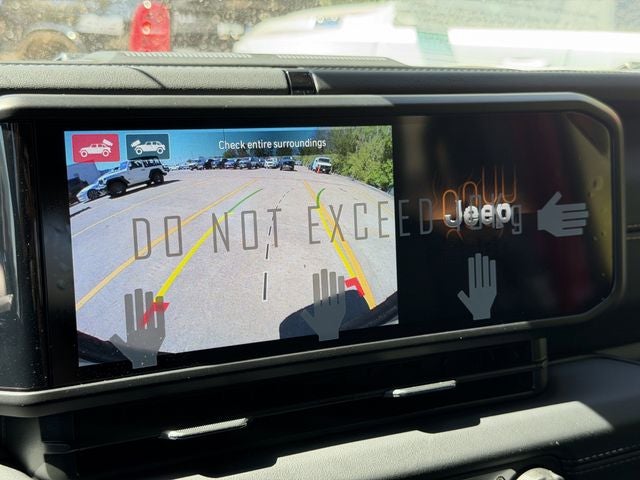 Check entire surroundings
DO NOT EXCEED
Jeep